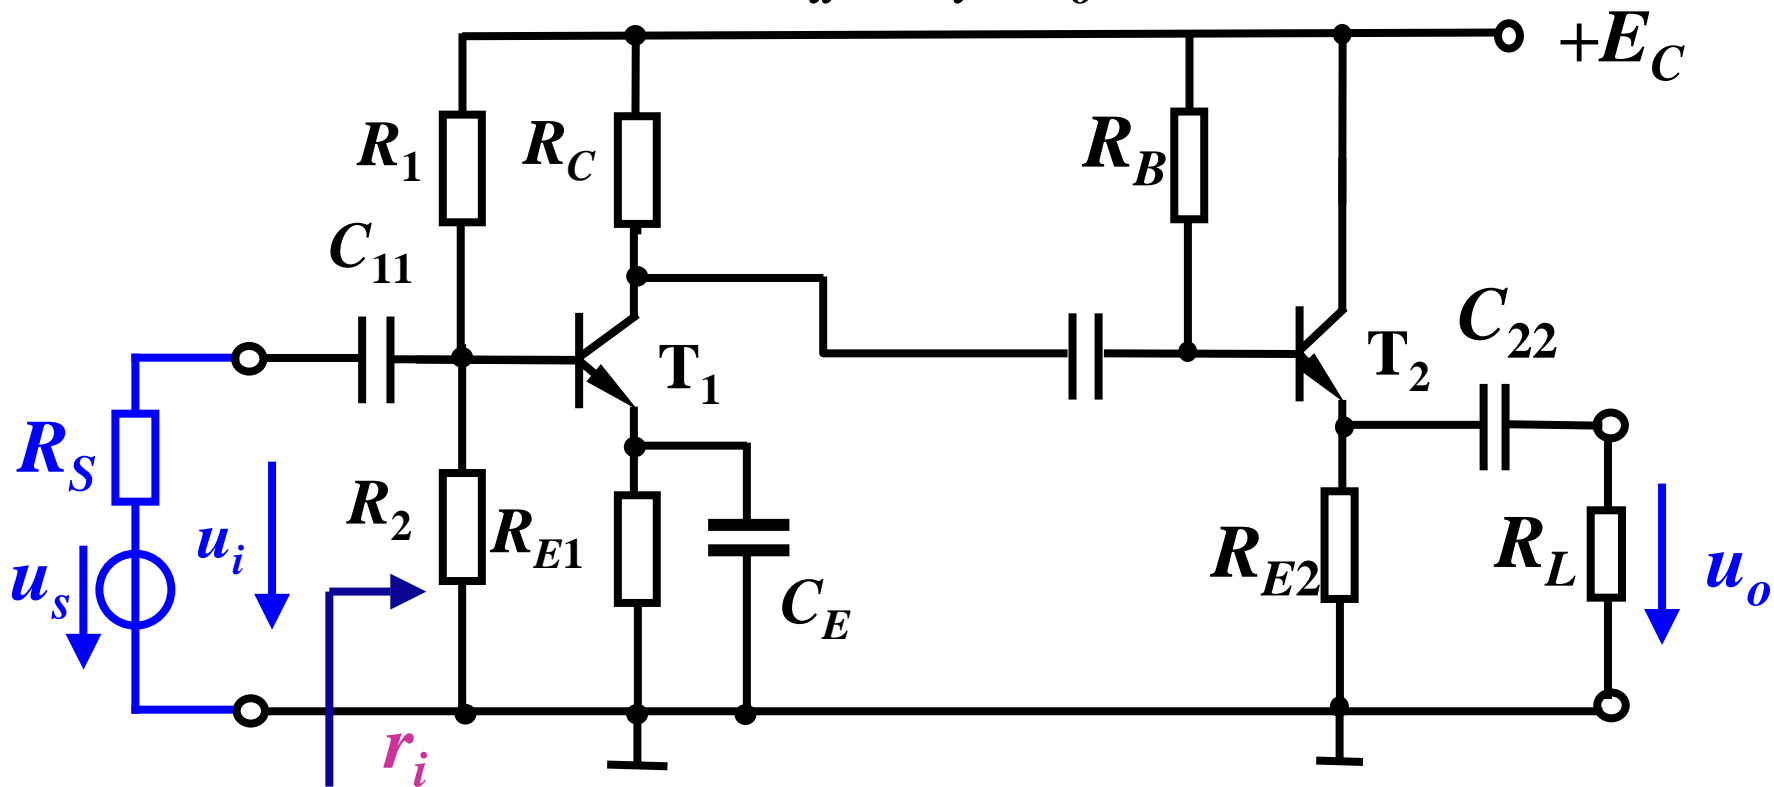 +E_C
R_1
R_C
R_B
C_11
C_22
T_1
T_2
R_S
R_2
R_E1
u_i
u_s
C_E
R_E2
R_L
u_o
r_i